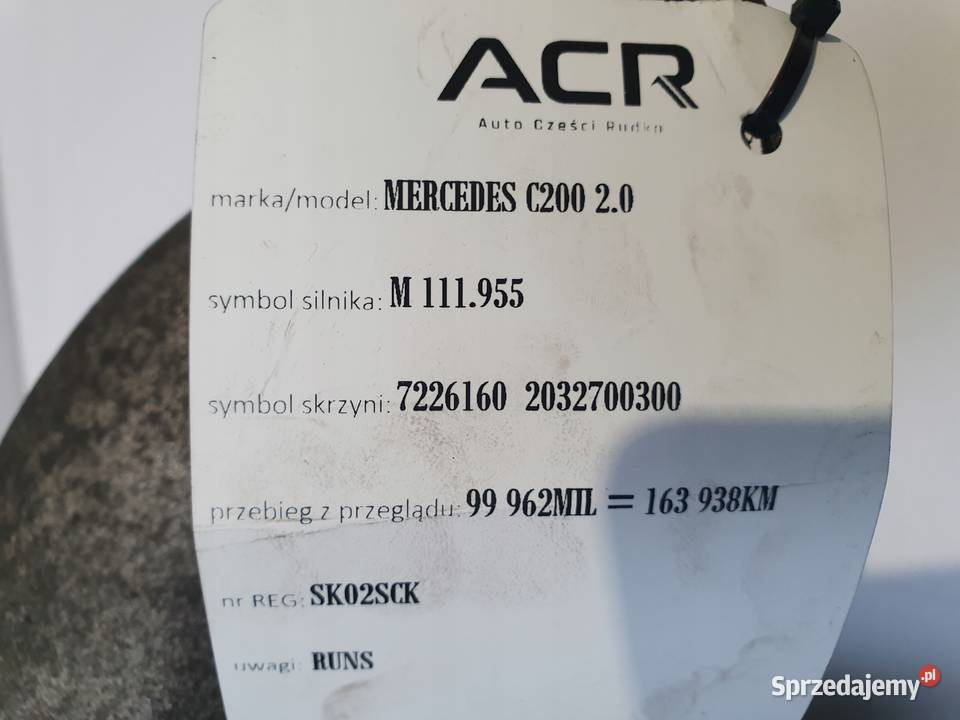 ACR
Auto Części Rudka
marka/model: MERCEDES C200 2.0
symbol silnika: M 111.955
symbol skrzyni: 7226160 2032700300
przebieg z przeglądu: 99 962MIL = 163 938KM
nr REG: SK02SCK
uwagi: RUNS
Sprzedajemy.pl